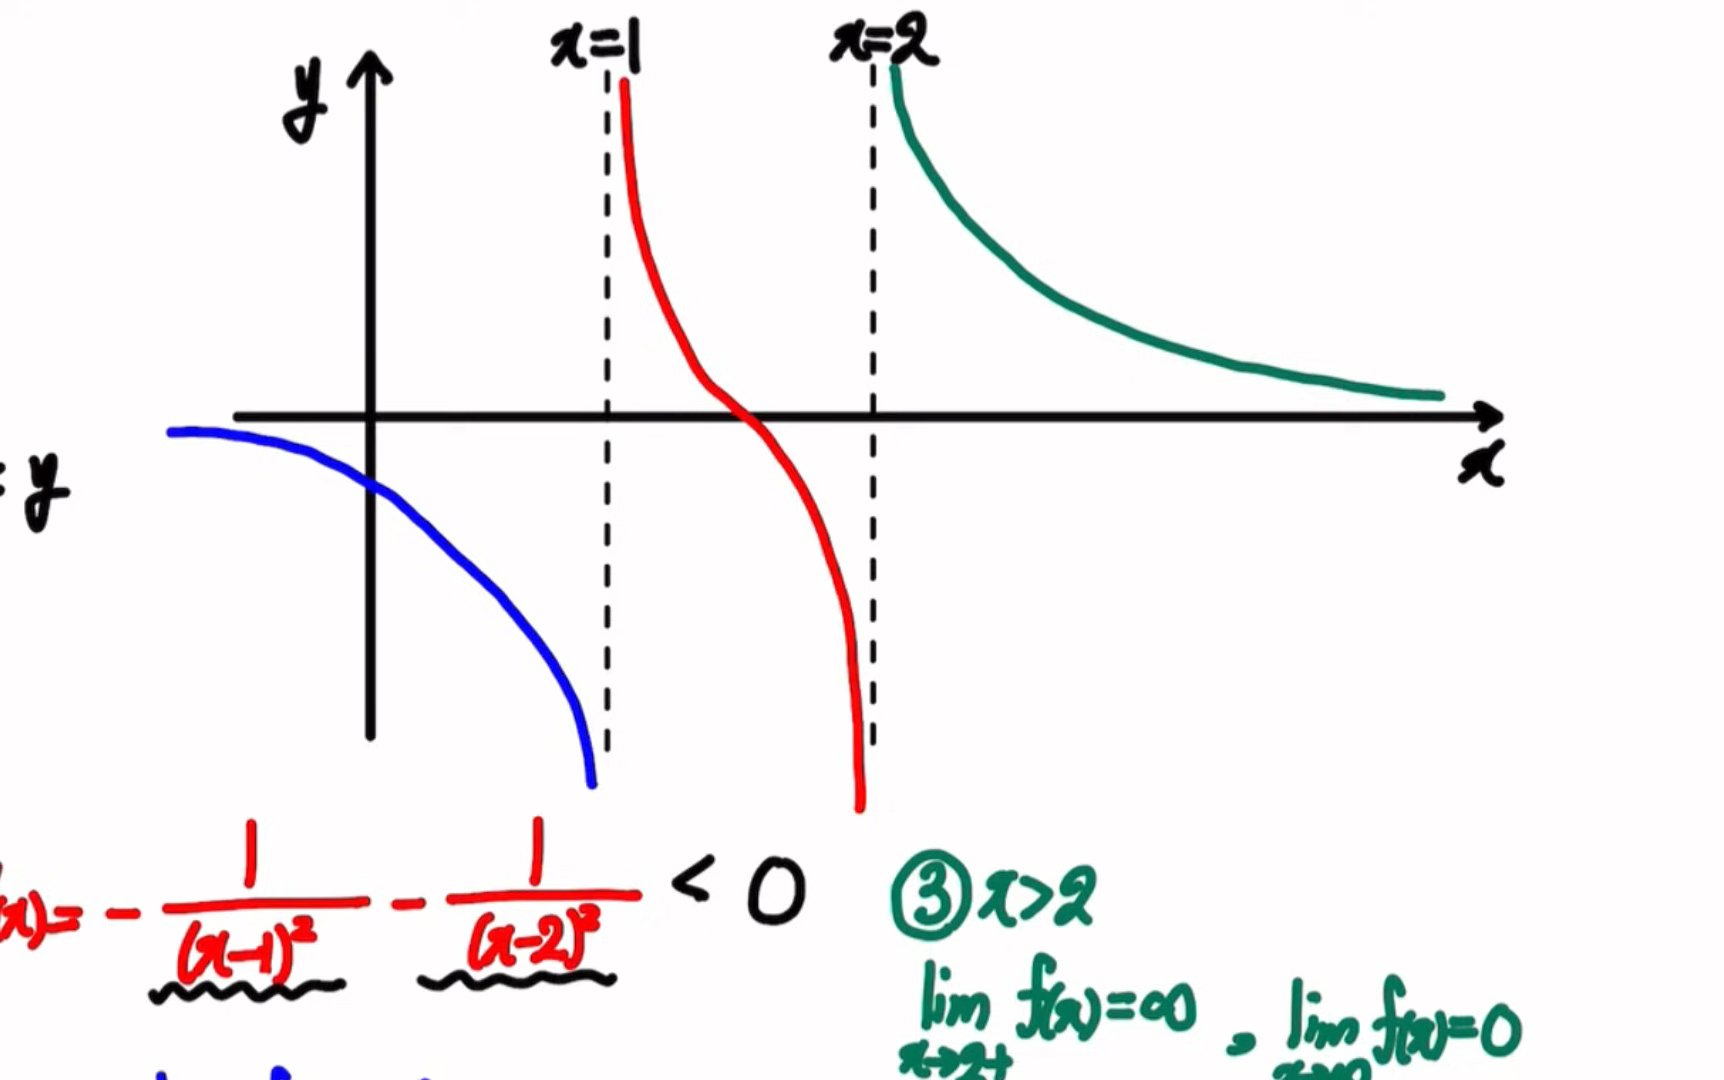 x=1
x=2
y
= y
x
(x)= - 1/(x-1)² - 1/(x-2)² < 0
③ x>2
lim f(x)=∞ , lim f(x)=0
x→2+ x→∞